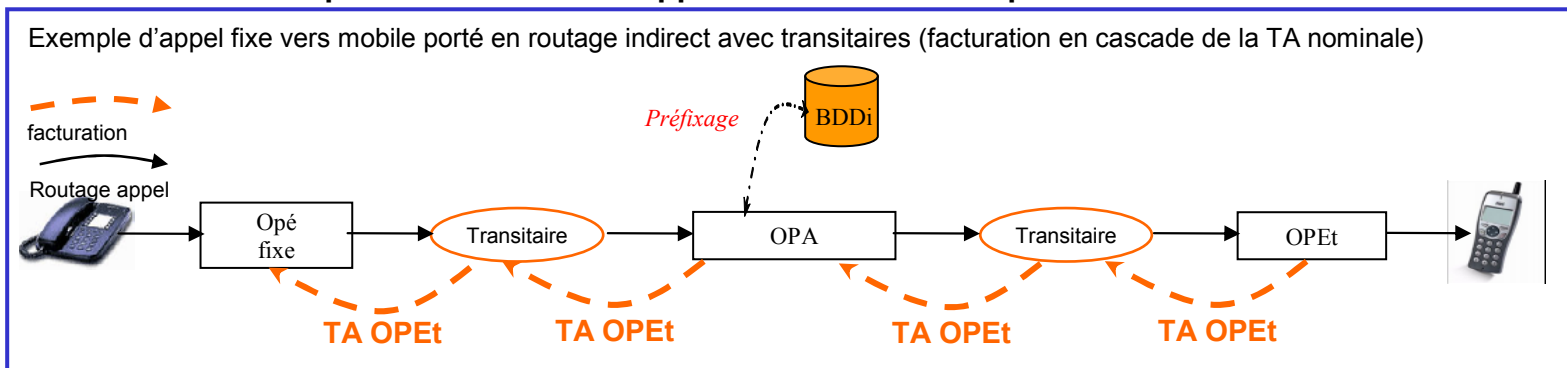 Exemple d'appel fixe vers mobile porté en routage indirect avec transitaires (facturation en cascade de la TA nominale)
facturation
Routage appel
Préfixage
BDDi
Opé
fixe
Transitaire
OPA
Transitaire
OPEt
TA OPEt
TA OPEt
TA OPEt
TA OPEt